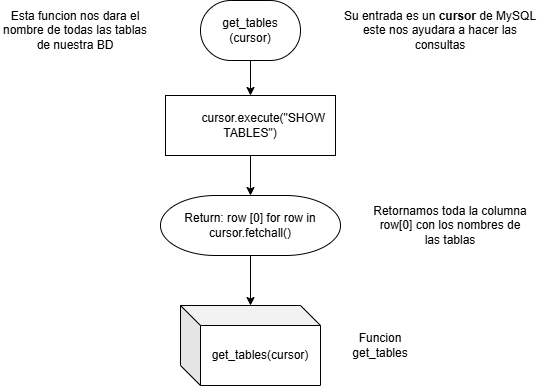 Esta funcion nos dara el
nombre de todas las tablas
de nuestra BD
get_tables
(cursor)
Su entrada es un cursor de MySQL
este nos ayudara a hacer las
consultas
cursor.execute("SHOW
TABLES")
Return: row [0] for row in
cursor.fetchall()
Retornamos toda la columna
row[0] con los nombres de
las tablas
get_tables(cursor)
Funcion
get_tables